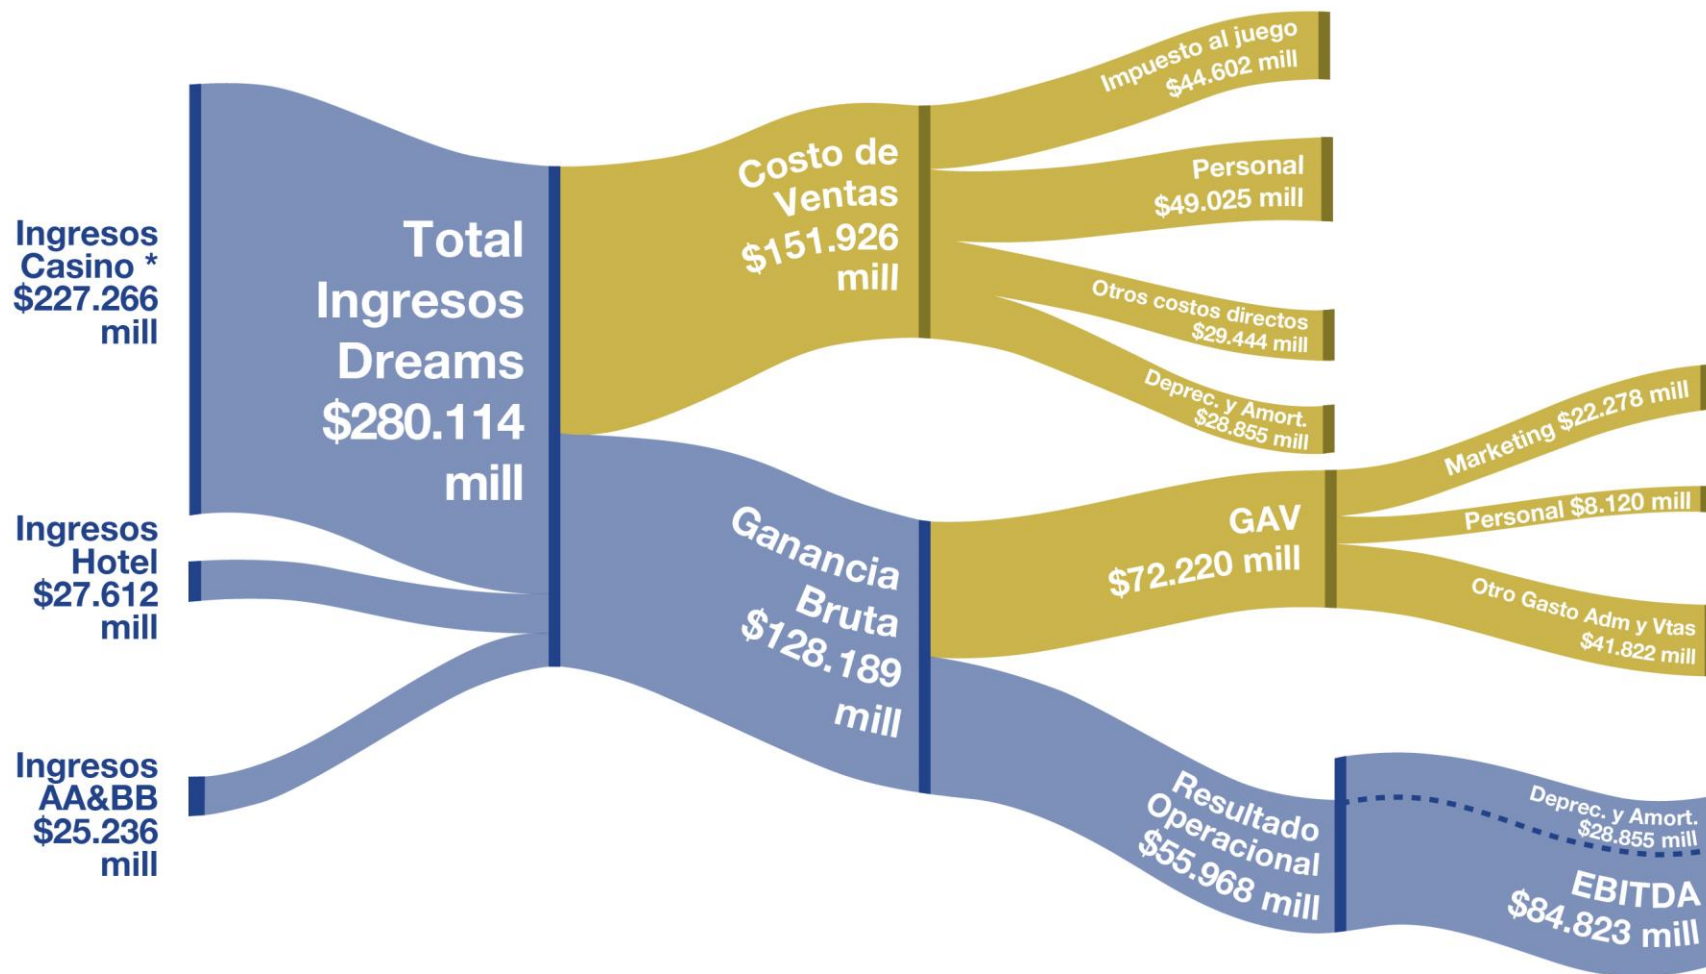 Ingresos
Casino *
$227.266
mill
Ingresos
Hotel
$27.612
mill
Ingresos
AA&BB
$25.236
mill
Total
Ingresos
Dreams
$280.114
mill
Costo de
Ventas
$151.926
mill
Ganancia
Bruta
$128.189
mill
Impuesto al juego
$44.602 mill
Personal
$49.025 mill
Otros costos directos
$29.444 mill
Deprec. y Amort.
$28.855 mill
GAV
$72.220 mill
Resultado
Operacional
$55.968 mill
Marketing $22.278 mill
Personal $8.120 mill
Otro Gasto Adm y Vtas
$41.822 mill
Deprec. y Amort.
$28.855 mill
EBITDA
$84.823 mill